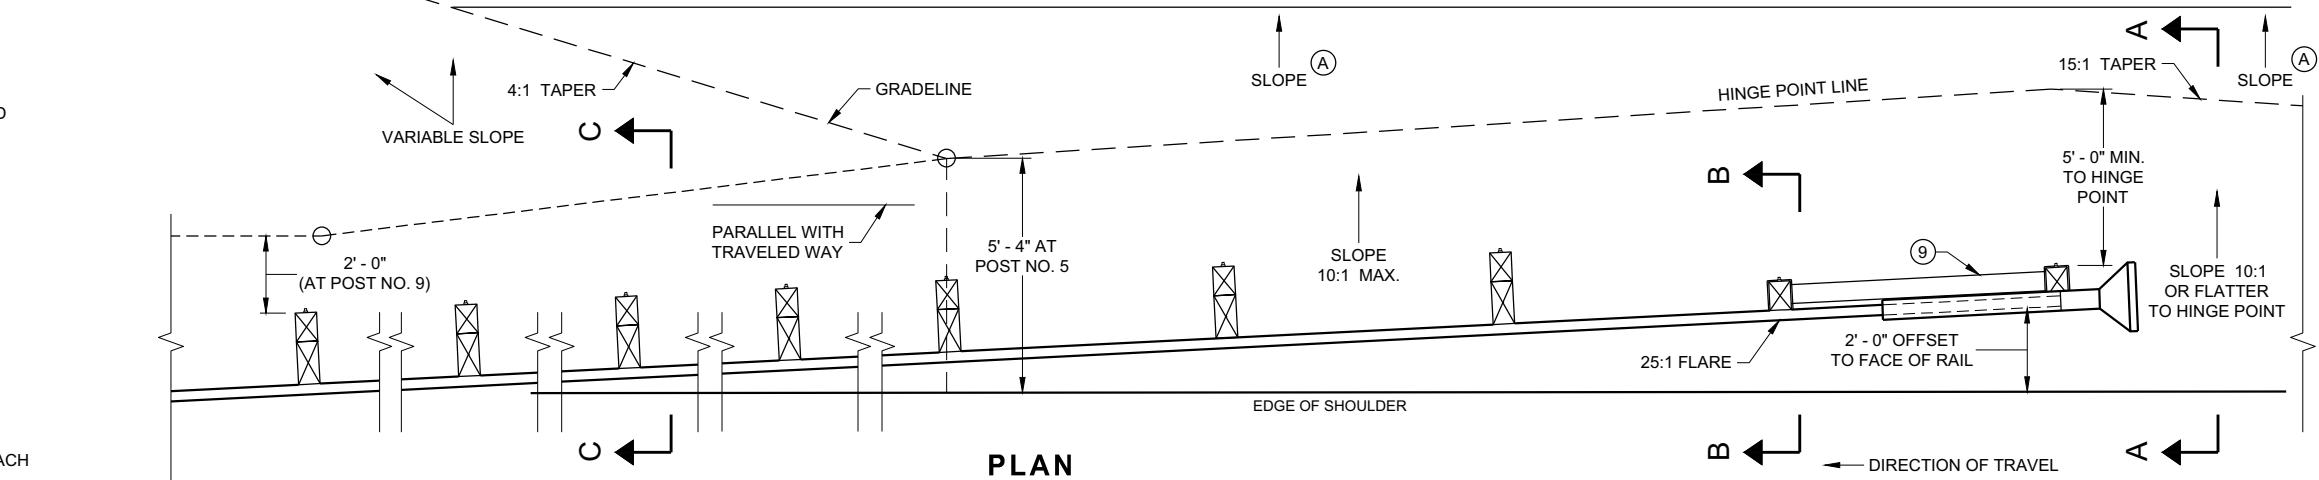 A
A
4:1 TAPER
GRADELINE
SLOPE A
15:1 TAPER
SLOPE
HINGE POINT LINE
VARIABLE SLOPE
C
5' - 0" MIN.
TO HINGE
POINT
B
PARALLEL WITH
TRAVELED WAY
5' - 4" AT
POST NO. 5
SLOPE
10:1 MAX.
9
2' - 0"
(AT POST NO. 9)
SLOPE 10:1
OR FLATTER
TO HINGE POINT
2' - 0" OFFSET
TO FACE OF RAIL
25:1 FLARE
EDGE OF SHOULDER
C
B
A
PLAN
DIRECTION OF TRAVEL
ACH